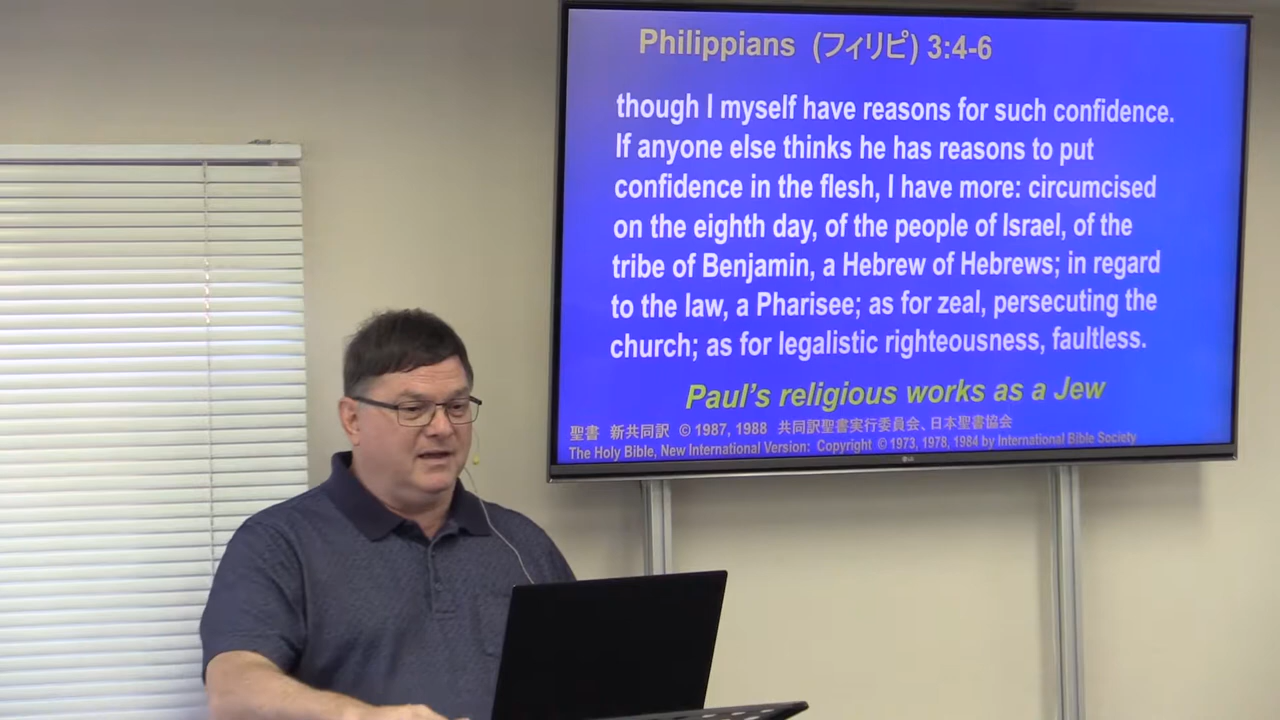 Philippians (フィリピ) 3:4-6
though I myself have reasons for such confidence.
If anyone else thinks he has reasons to put
confidence in the flesh, I have more: circumcised
on the eighth day, of the people of Israel, of the
tribe of Benjamin, a Hebrew of Hebrews; in regard
to the law, a Pharisee; as for zeal, persecuting the
church; as for legalistic righteousness, faultless.
Paul's religious works as a Jew
聖書 新共同訳 © 1987, 1988 共同訳聖書実行委員会、日本聖書協会
The Holy Bible, New International Version: Copyright © 1973, 1978, 1984 by International Bible Society
LG